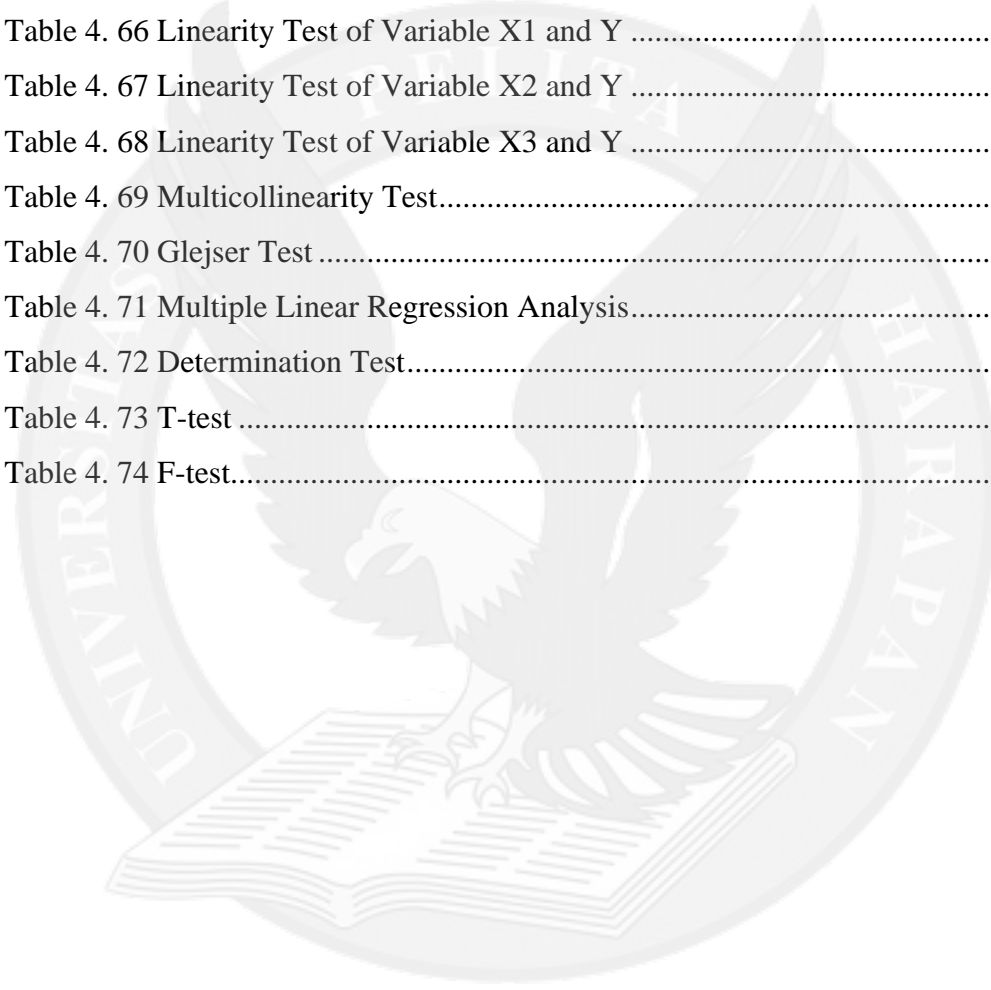 Table 4. 66 Linearity Test of Variable X1 and Y ................................................
Table 4. 67 Linearity Test of Variable X2 and Y ................................................
Table 4. 68 Linearity Test of Variable X3 and Y ................................................
Table 4. 69 Multicollinearity Test................................................
Table 4. 70 Glejser Test ................................................
Table 4. 71 Multiple Linear Regression Analysis................................................
Table 4. 72 Determination Test................................................
Table 4. 73 T-test ................................................
Table 4. 74 F-test................................................
UNIVERSITAS PELITA HARAPAN